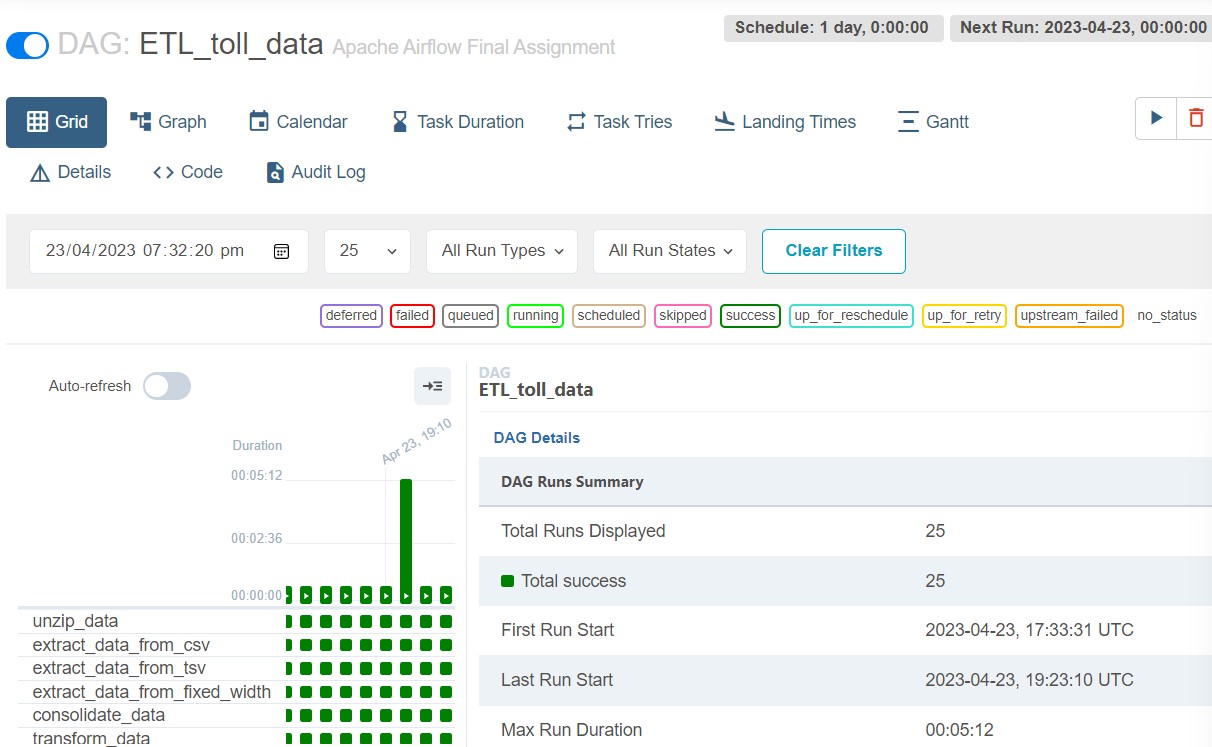 DAG: ETL_toll_data Apache Airflow Final Assignment
Schedule: 1 day, 0:00:00
Next Run: 2023-04-23, 00:00:00
Grid
Graph
Calendar
Task Duration
Task Tries
Landing Times
Gantt
Details
Code
Audit Log
23/04/2023 07:32:20 pm
25
All Run Types
All Run States
Clear Filters
deferred
failed
queued
running
scheduled
skipped
success
up_for_reschedule
up_for_retry
upstream_failed
no_status
Auto-refresh
Duration
Apr 23, 19:10
00:05:12
00:02:36
00:00:00
unzip_data
extract_data_from_csv
extract_data_from_tsv
extract_data_from_fixed_width
consolidate_data
transform_data
DAG
ETL_toll_data
DAG Details
DAG Runs Summary
Total Runs Displayed 25
Total success 25
First Run Start 2023-04-23, 17:33:31 UTC
Last Run Start 2023-04-23, 19:23:10 UTC
Max Run Duration 00:05:12